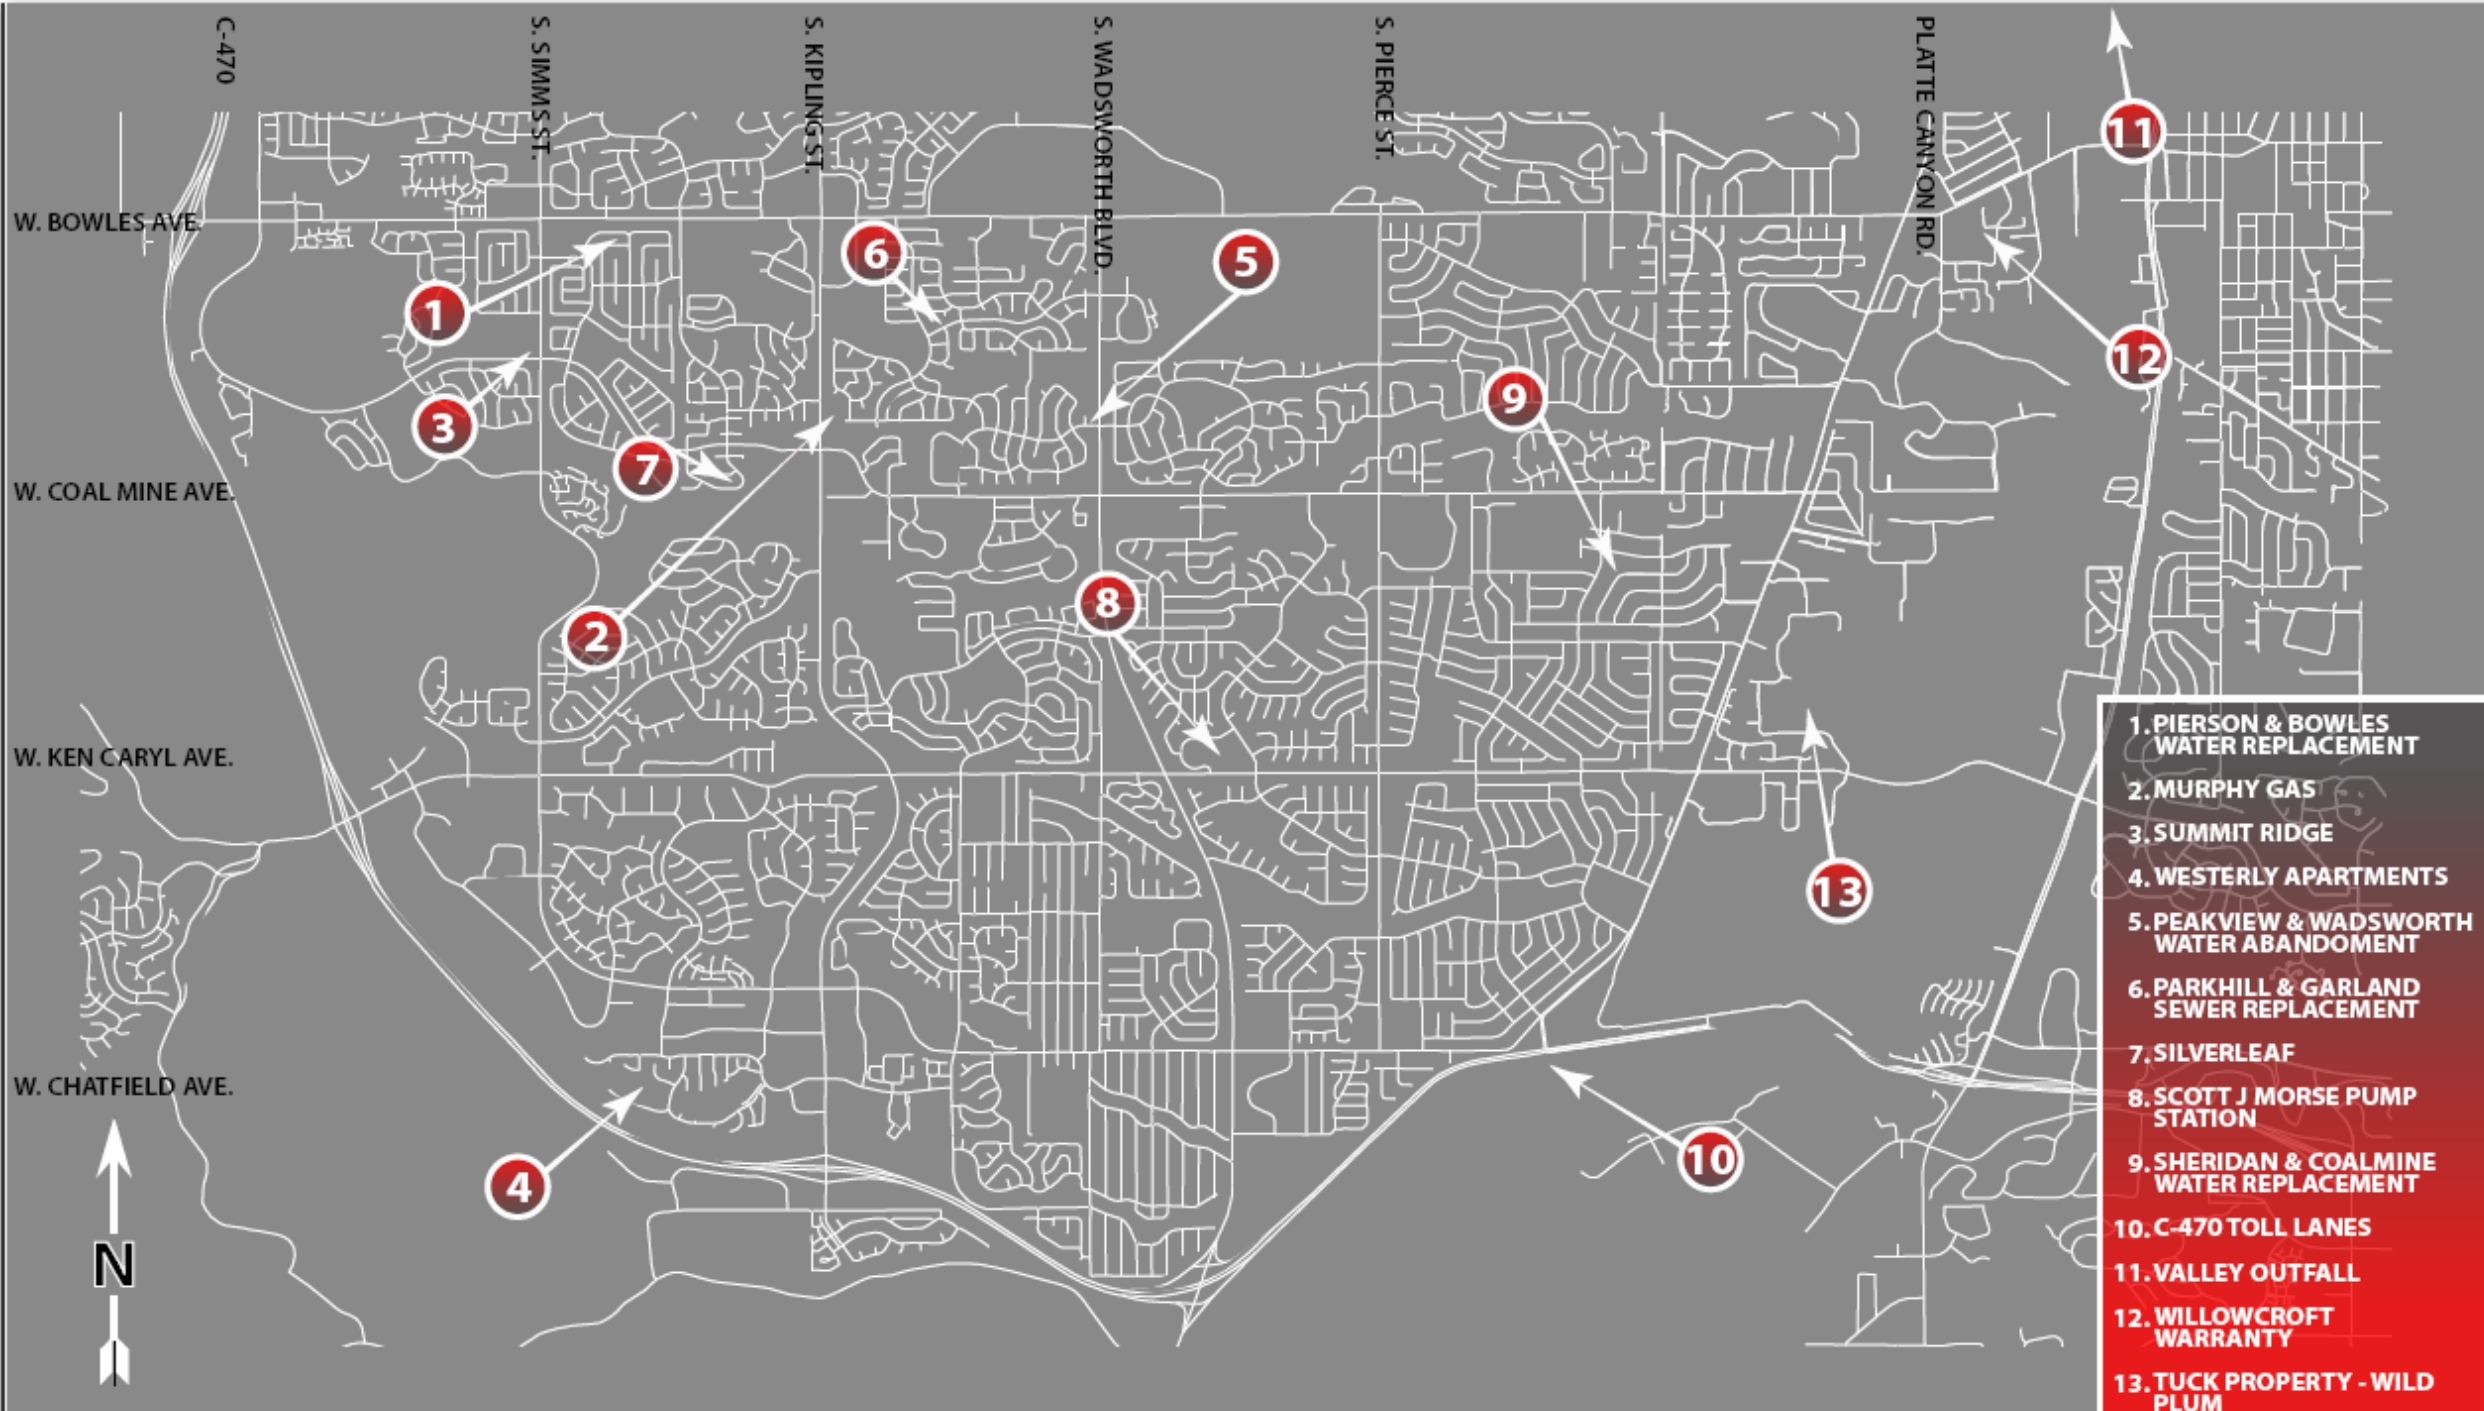 C-470
S. SIMMS ST.
S. KIPLING ST.
S. WADSWORTH BLVD.
S. PIERCE ST.
PLATTE CANYON RD.
11
W. BOWLES AVE.
6
5
1
12
9
3
7
W. COAL MINE AVE.
8
2
W. KEN CARYL AVE.
13
W. CHATFIELD AVE.
10
4
N
1. PIERSON & BOWLES
WATER REPLACEMENT
2. MURPHY GAS
3. SUMMIT RIDGE
4. WESTERLY APARTMENTS
5. PEAKVIEW & WADSWORTH
WATER ABANDOMENT
6. PARKHILL & GARLAND
SEWER REPLACEMENT
7. SILVERLEAF
8. SCOTT J MORSE PUMP
STATION
9. SHERIDAN & COALMINE
WATER REPLACEMENT
10. C-470 TOLL LANES
11. VALLEY OUTFALL
12. WILLOWCROFT
WARRANTY
13. TUCK PROPERTY - WILD
PLUM